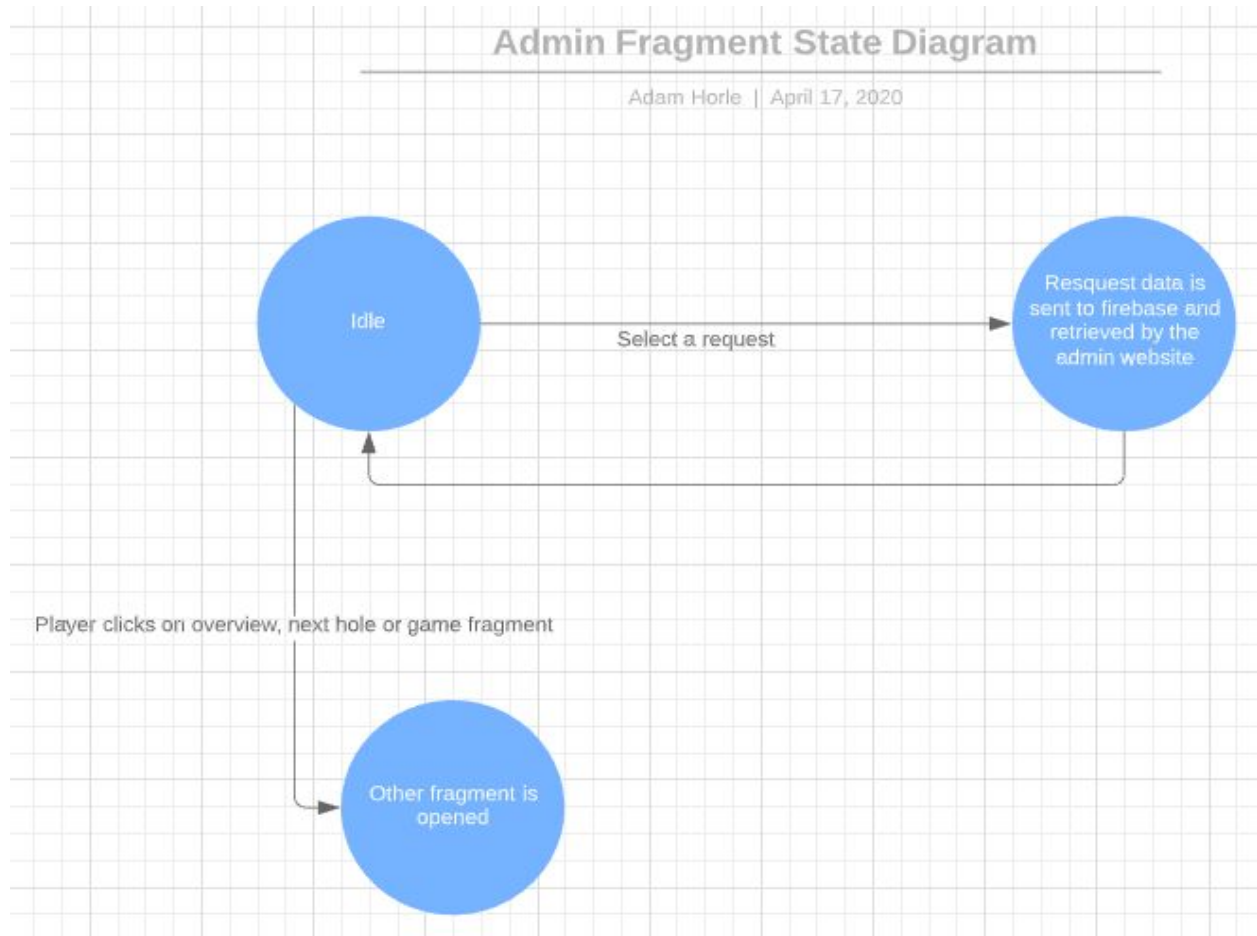 Admin Fragment State Diagram
Adam Horle | April 17, 2020
Idle
Select a request
Resquest data is
sent to firebase and
retrieved by the
admin website
Player clicks on overview, next hole or game fragment
Other fragment is
opened